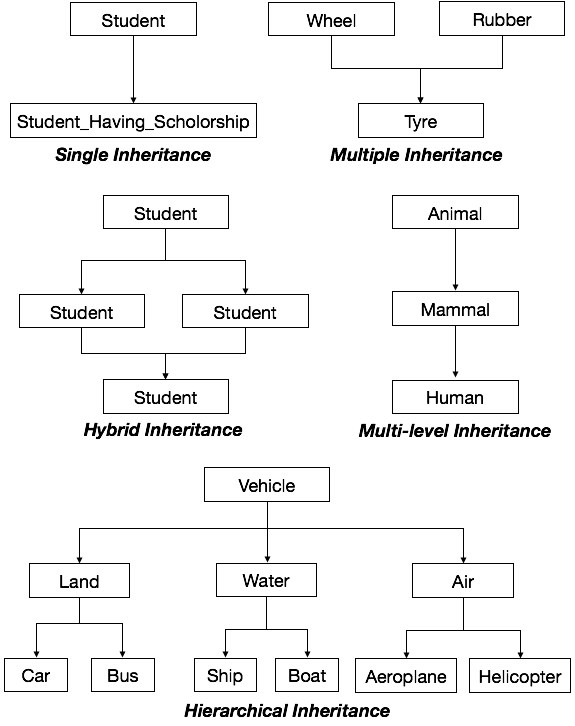 Student
Student_Having_Scholorship
Single Inheritance
Wheel
Rubber
Tyre
Multiple Inheritance
Student
Student
Student
Student
Hybrid Inheritance
Animal
Mammal
Human
Multi-level Inheritance
Vehicle
Land
Water
Air
Car
Bus
Ship
Boat
Aeroplane
Helicopter
Hierarchical Inheritance